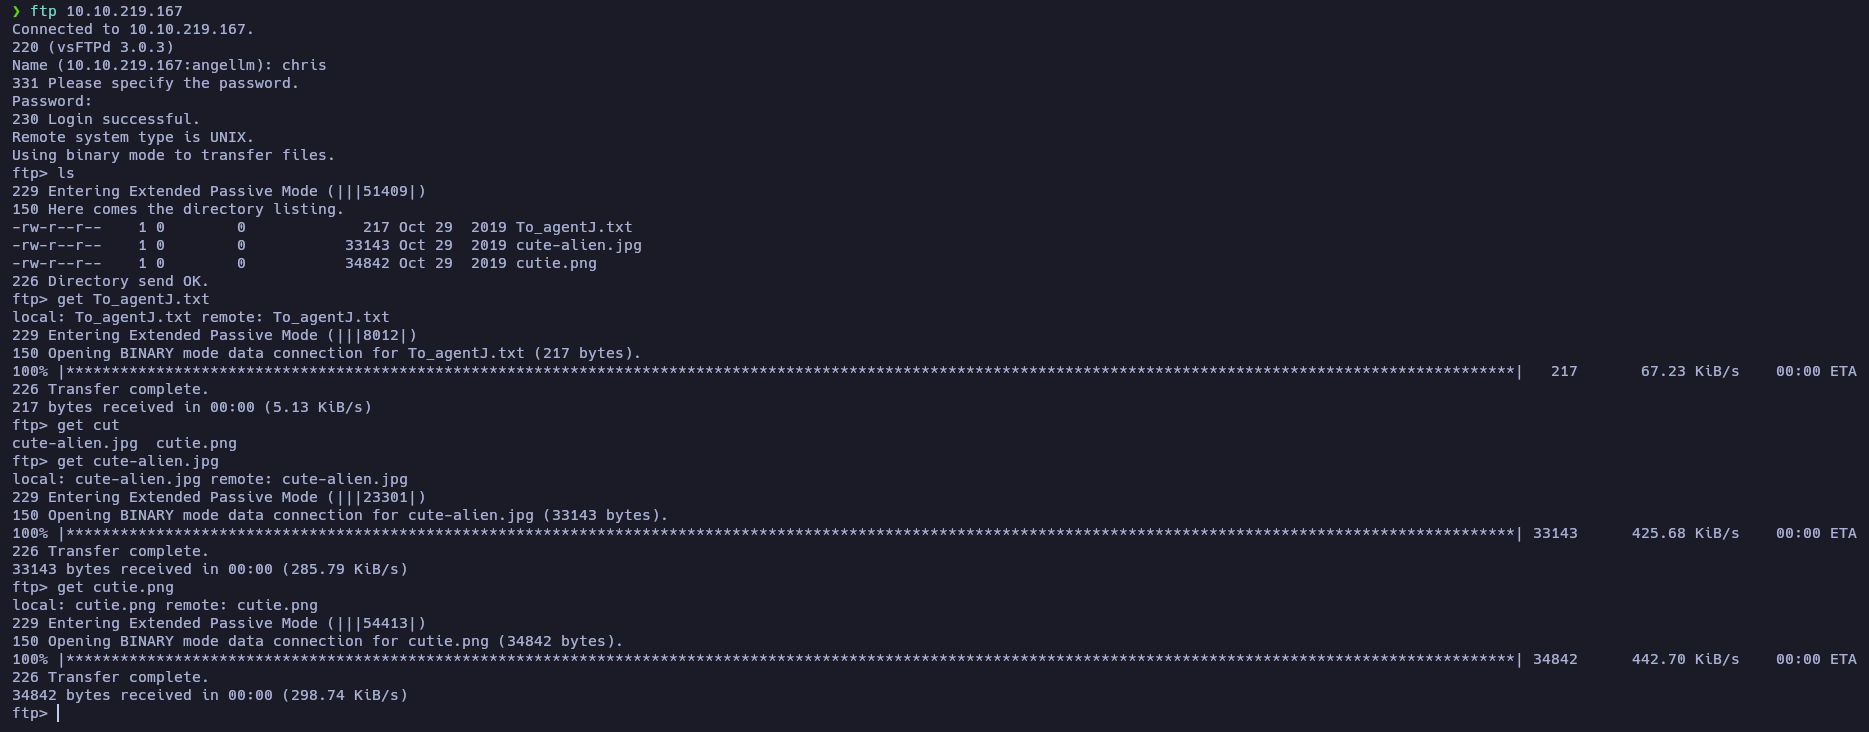 ❯ ftp 10.10.219.167
Connected to 10.10.219.167.
220 (vsFTPd 3.0.3)
Name (10.10.219.167:angellm): chris
331 Please specify the password.
Password:
230 Login successful.
Remote system type is UNIX.
Using binary mode to transfer files.
ftp> ls
229 Entering Extended Passive Mode (|||51409|)
150 Here comes the directory listing.
-rw-r--r--    1 0        0             217 Oct 29  2019 To_agentJ.txt
-rw-r--r--    1 0        0           33143 Oct 29  2019 cute-alien.jpg
-rw-r--r--    1 0        0           34842 Oct 29  2019 cutie.png
226 Directory send OK.
ftp> get To_agentJ.txt
local: To_agentJ.txt remote: To_agentJ.txt
229 Entering Extended Passive Mode (|||8012|)
150 Opening BINARY mode data connection for To_agentJ.txt (217 bytes).
100% |*****************************************************************************************************************************************************************| 217 67.23 KiB/s 00:00 ETA
226 Transfer complete.
217 bytes received in 00:00 (5.13 KiB/s)
ftp> get cut
cute-alien.jpg  cutie.png
ftp> get cute-alien.jpg
local: cute-alien.jpg remote: cute-alien.jpg
229 Entering Extended Passive Mode (|||23301|)
150 Opening BINARY mode data connection for cute-alien.jpg (33143 bytes).
100% |*****************************************************************************************************************************************************************| 33143 425.68 KiB/s 00:00 ETA
226 Transfer complete.
33143 bytes received in 00:00 (285.79 KiB/s)
ftp> get cutie.png
local: cutie.png remote: cutie.png
229 Entering Extended Passive Mode (|||54413|)
150 Opening BINARY mode data connection for cutie.png (34842 bytes).
100% |*****************************************************************************************************************************************************************| 34842 442.70 KiB/s 00:00 ETA
226 Transfer complete.
34842 bytes received in 00:00 (298.74 KiB/s)
ftp>